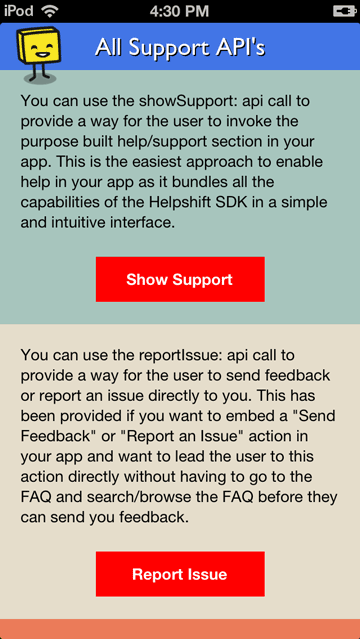 iPod 4:30 PM
All Support API's
You can use the showSupport: api call to
provide a way for the user to invoke the
purpose built help/support section in your
app. This is the easiest approach to enable
help in your app as it bundles all the
capabilities of the Helpshift SDK in a simple
and intuitive interface.
Show Support
You can use the reportIssue: api call to
provide a way for the user to send feedback
or report an issue directly to you. This has
been provided if you want to embed a "Send
Feedback" or "Report an Issue" action in
your app and want to lead the user to this
action directly without having to go to the
FAQ and search/browse the FAQ before they
can send you feedback.
Report Issue